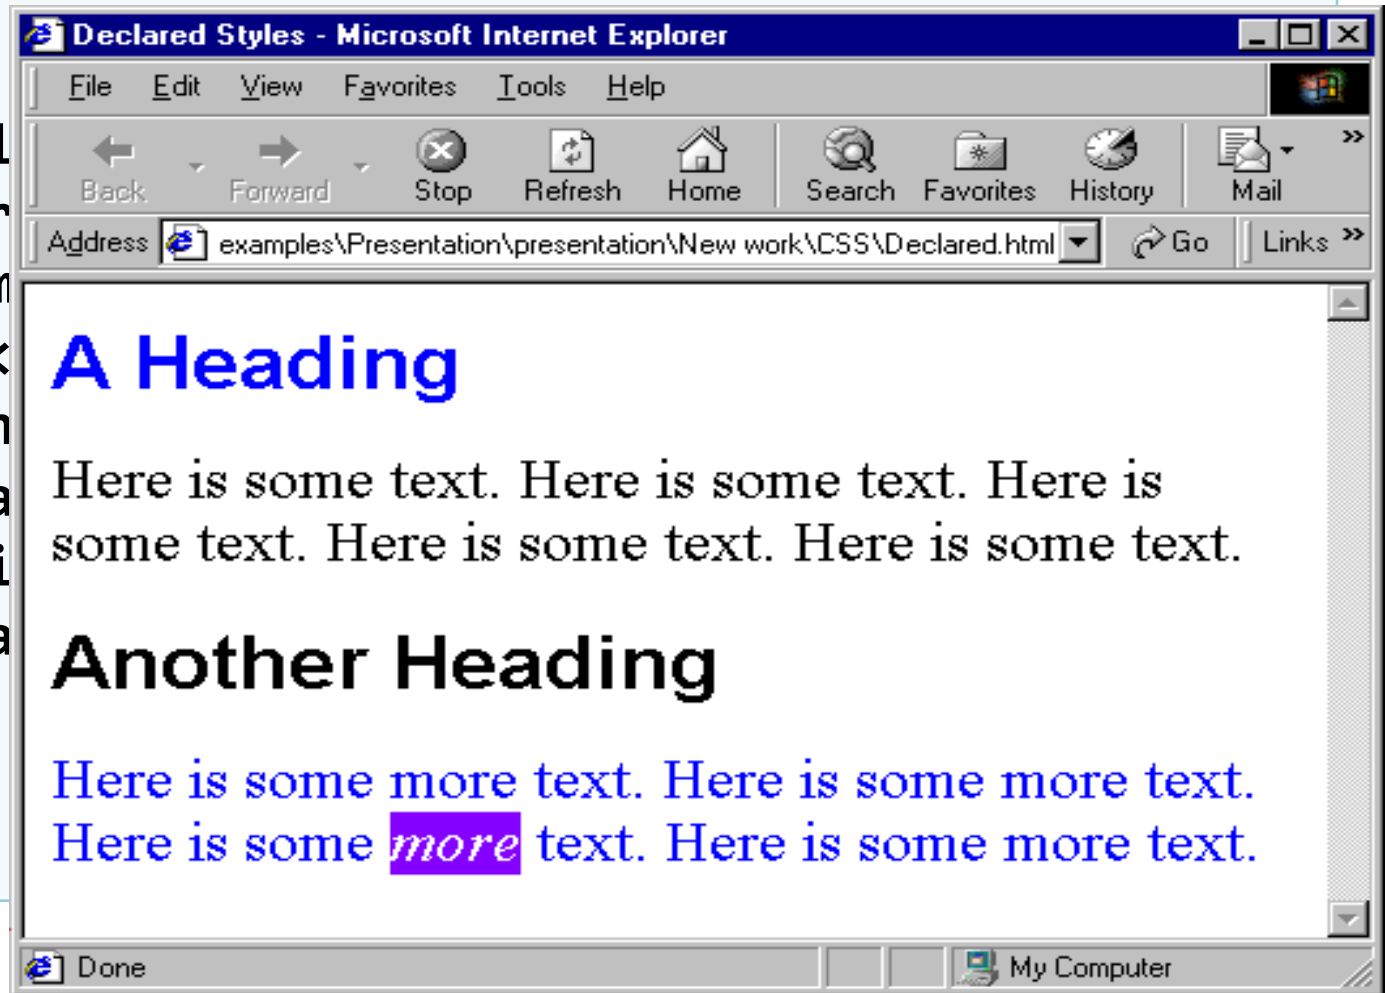 Declared Styles - Microsoft Internet Explorer
File Edit View Favorites Tools Help
Back Forward Stop Refresh Home Search Favorites History Mail »
Address examples\Presentation\presentation\New work\CSS\Declared.html Go Links »
A Heading
Here is some text. Here is some text. Here is
some text. Here is some text. Here is some text.
Another Heading
Here is some more text. Here is some more text.
Here is some more text. Here is some more text.
Done My Computer